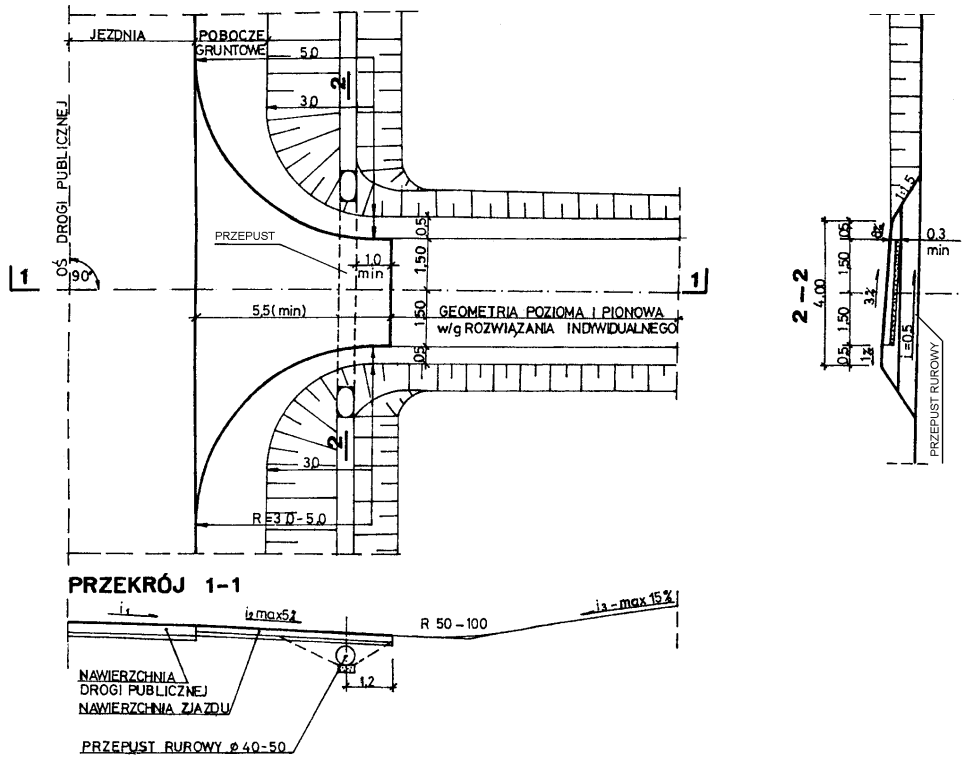 JEZDNIA
POBOCZE
GRUNTOWE
5,0
2
3,0
OŚ DROGI PUBLICZNEJ
PRZEPUST
0,5
1,0
min
1,50
1
90°
1
5,5(min)
1,50
GEOMETRIA POZIOMA I PIONOWA
w/g ROZWIĄZANIA INDYWIDUALNEGO
0,5
2
3,0
R=3,0-5,0
1:1,5
0,5
8%
0.3
min
1,50
2-2
4.00
3%
1,50
i=0,5
0,5
1%
PRZEPUST RUROWY
PRZEKRÓJ 1-1
i₁
i₂ max5%
R 50-100
i₃-max 15%
NAWIERZCHNIA
DROGI PUBLICZNEJ
NAWIERZCHNIA ZJAZDU
1,2
PRZEPUST RUROWY ø 40-50